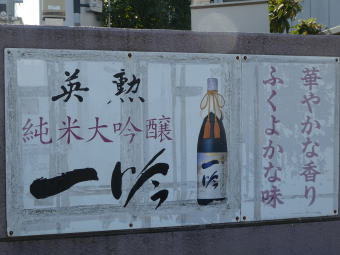 英勲
純米大吟醸
一吟
一吟
華やかな香り
ふくよかな味